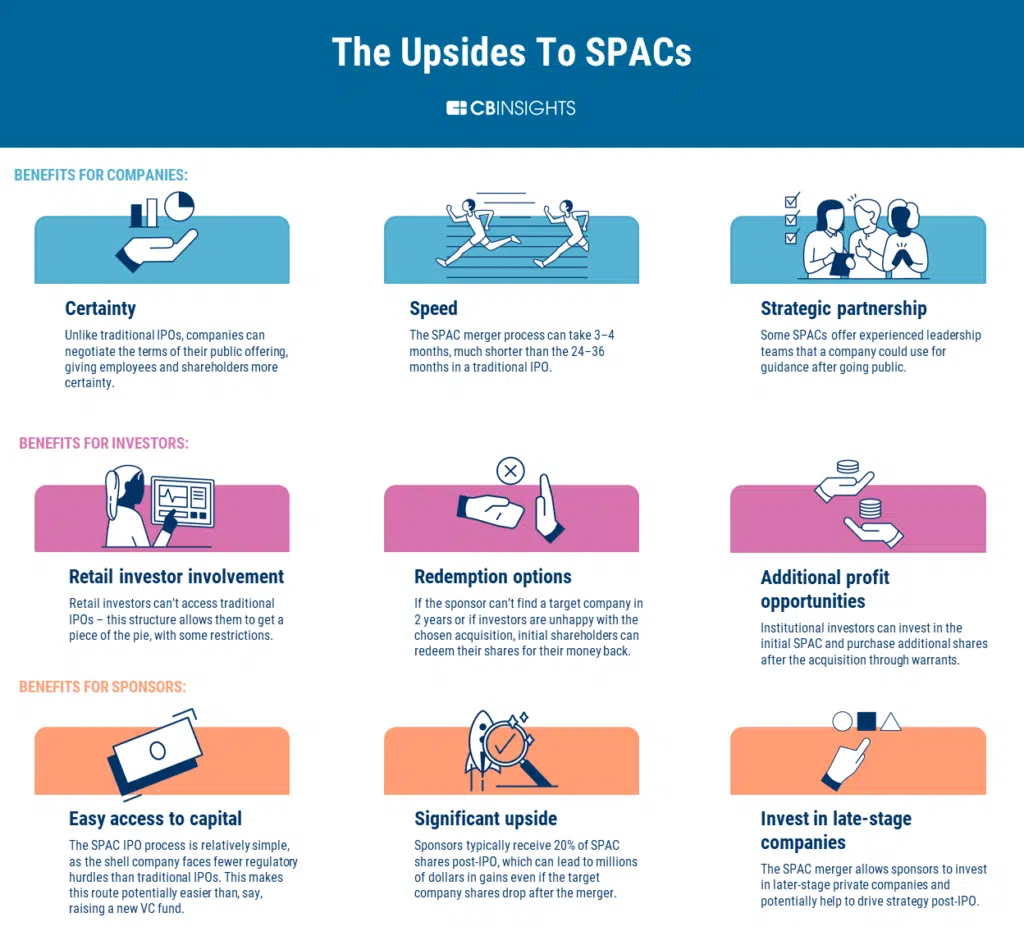 The Upsides To SPACs
CBINSIGHTS
BENEFITS FOR COMPANIES:
Certainty
Unlike traditional IPOs, companies can
negotiate the terms of their public offering,
giving employees and shareholders more
certainty.
Speed
The SPAC merger process can take 3–4
months, much shorter than the 24–36
months in a traditional IPO.
Strategic partnership
Some SPACs offer experienced leadership
teams that a company could use for
guidance after going public.
BENEFITS FOR INVESTORS:
Retail investor involvement
Retail investors can't access traditional
IPOs – this structure allows them to get a
piece of the pie, with some restrictions.
Redemption options
If the sponsor can't find a target company in
2 years or if investors are unhappy with the
chosen acquisition, initial shareholders can
redeem their shares for their money back.
Additional profit
opportunities
Institutional investors can invest in the
initial SPAC and purchase additional shares
after the acquisition through warrants.
BENEFITS FOR SPONSORS:
Easy access to capital
The SPAC IPO process is relatively simple,
as the shell company faces fewer regulatory
hurdles than traditional IPOs. This makes
this route potentially easier than, say,
raising a new VC fund.
Significant upside
Sponsors typically receive 20% of SPAC
shares post-IPO, which can lead to millions
of dollars in gains even if the target
company shares drop after the merger.
Invest in late-stage
companies
The SPAC merger allows sponsors to invest
in later-stage private companies and
potentially help to drive strategy post-IPO.